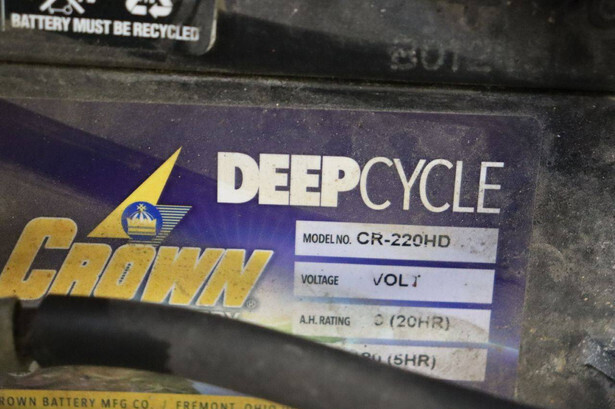 BATTERY MUST BE RECYCLED
DEEPCYCLE
CROWN
MODEL NO. CR-220HD
VOLTAGE VOLT
A.H. RATING (20HR)
(5HR)
CROWN BATTERY MFG CO. / FREMONT, OHIO